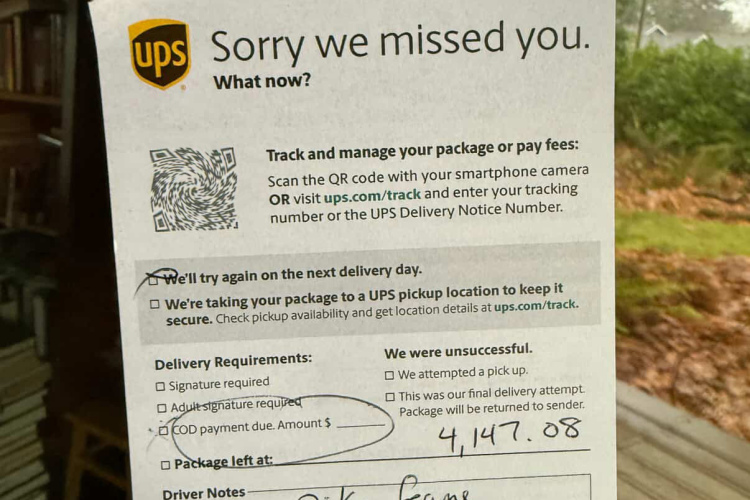 ups
Sorry we missed you.
What now?
Track and manage your package or pay fees:
Scan the QR code with your smartphone camera
OR visit ups.com/track and enter your tracking
number or the UPS Delivery Notice Number.
We'll try again on the next delivery day.
We're taking your package to a UPS pickup location to keep it
secure. Check pickup availability and get location details at ups.com/track.
Delivery Requirements:
Signature required
Adult signature required
COD payment due. Amount $
Package left at:
We were unsuccessful.
We attempted a pick up.
This was our final delivery attempt.
Package will be returned to sender.
4,147.08
Driver Notes